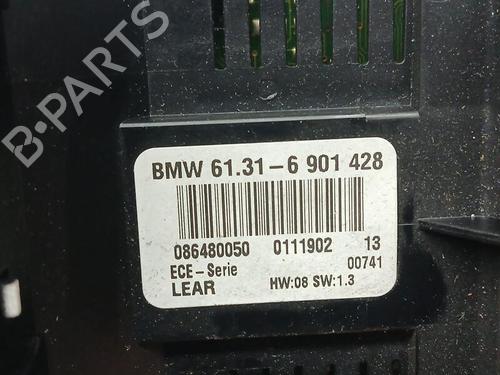 B-PARTS
BMW 61.31-6 901 428
086480050 0111902 13
ECE-Serie 00741
LEAR HW:08 SW:1.3